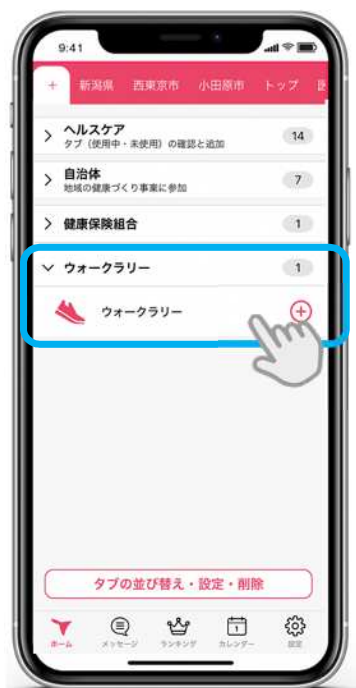 9:41
+ 新潟県 西東京市 小田原市 トップ
ヘルスケア
タブ（使用中・未使用）の確認と追加
14
自治体
地域の健康づくり事業に参加
7
健康保険組合
1
ウォークラリー
1
ウォークラリー
タブの並び替え・設定・削除
1
ホーム メッセージ ランキング カレンダー 設定